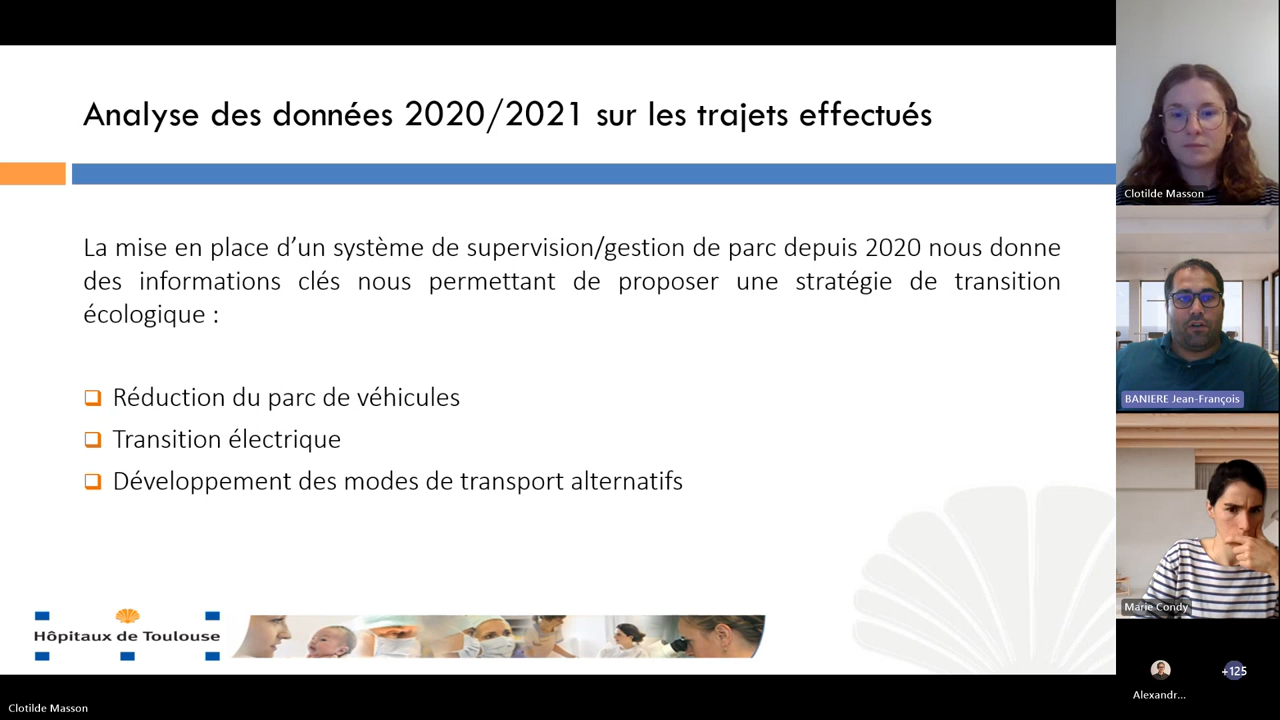 Analyse des données 2020/2021 sur les trajets effectués
La mise en place d’un système de supervision/gestion de parc depuis 2020 nous donne
des informations clés nous permettant de proposer une stratégie de transition
écologique :
Réduction du parc de véhicules
Transition électrique
Développement des modes de transport alternatifs
Hôpitaux de Toulouse
Clotilde Masson
BANIERE Jean-François
Marie Condy
Alexandr...
+125
Clotilde Masson